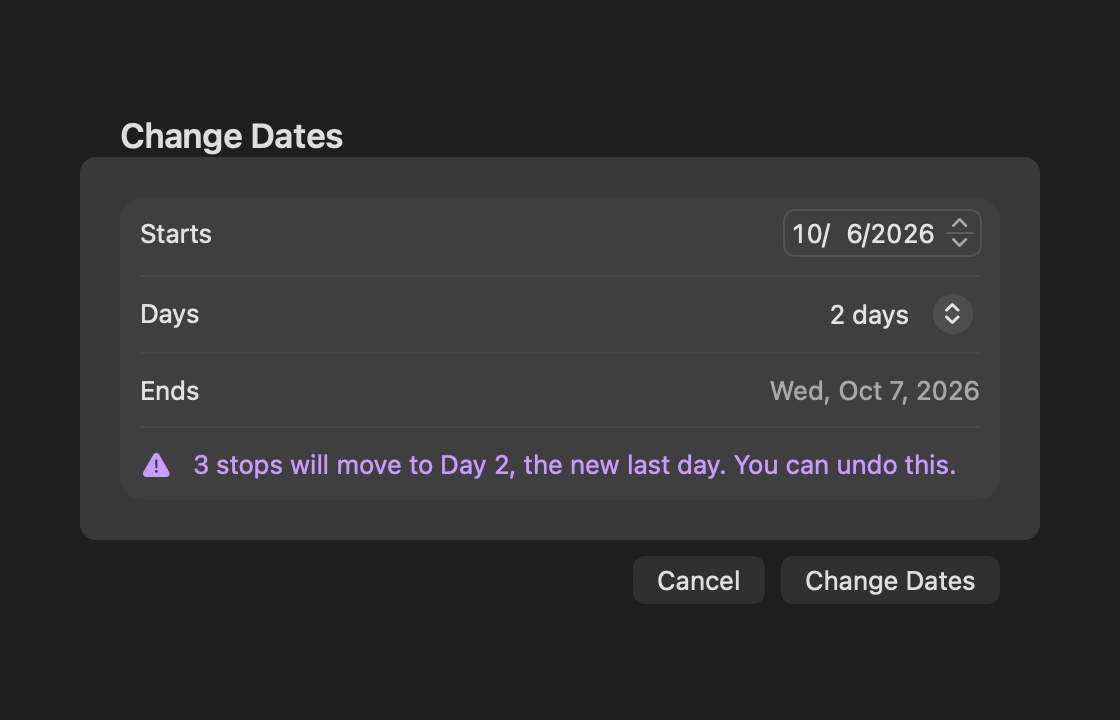 Change Dates
Starts 10/ 6/2026
Days 2 days
Ends Wed, Oct 7, 2026
3 stops will move to Day 2, the new last day. You can undo this.
Cancel Change Dates